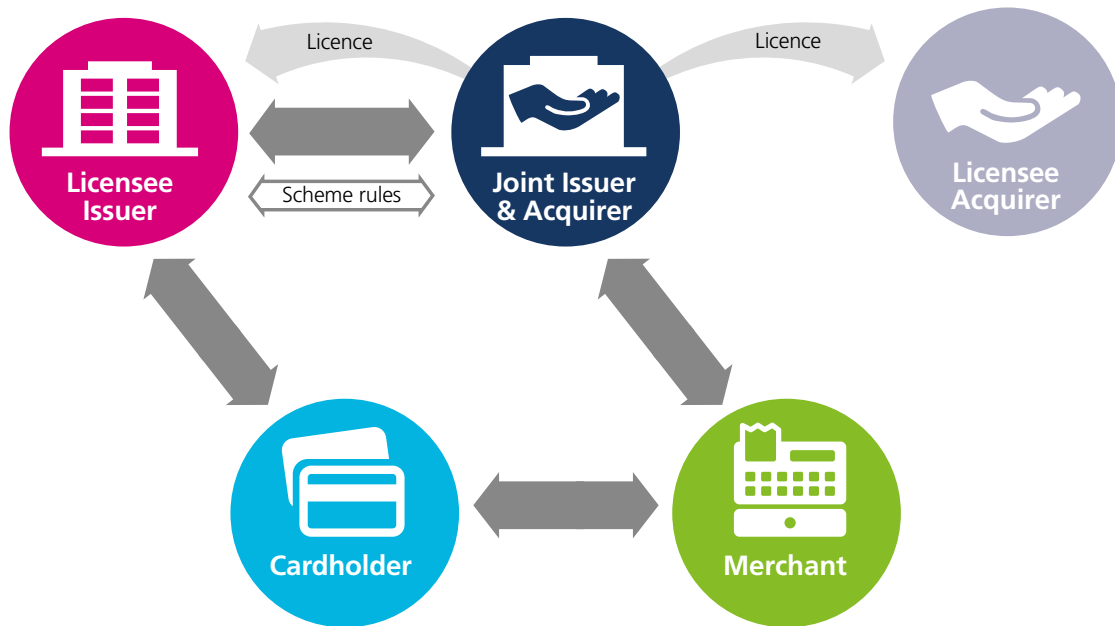 Licence
Licence
Licensee
Issuer
Scheme rules
Joint Issuer
& Acquirer
Licensee
Acquirer
Cardholder
Merchant